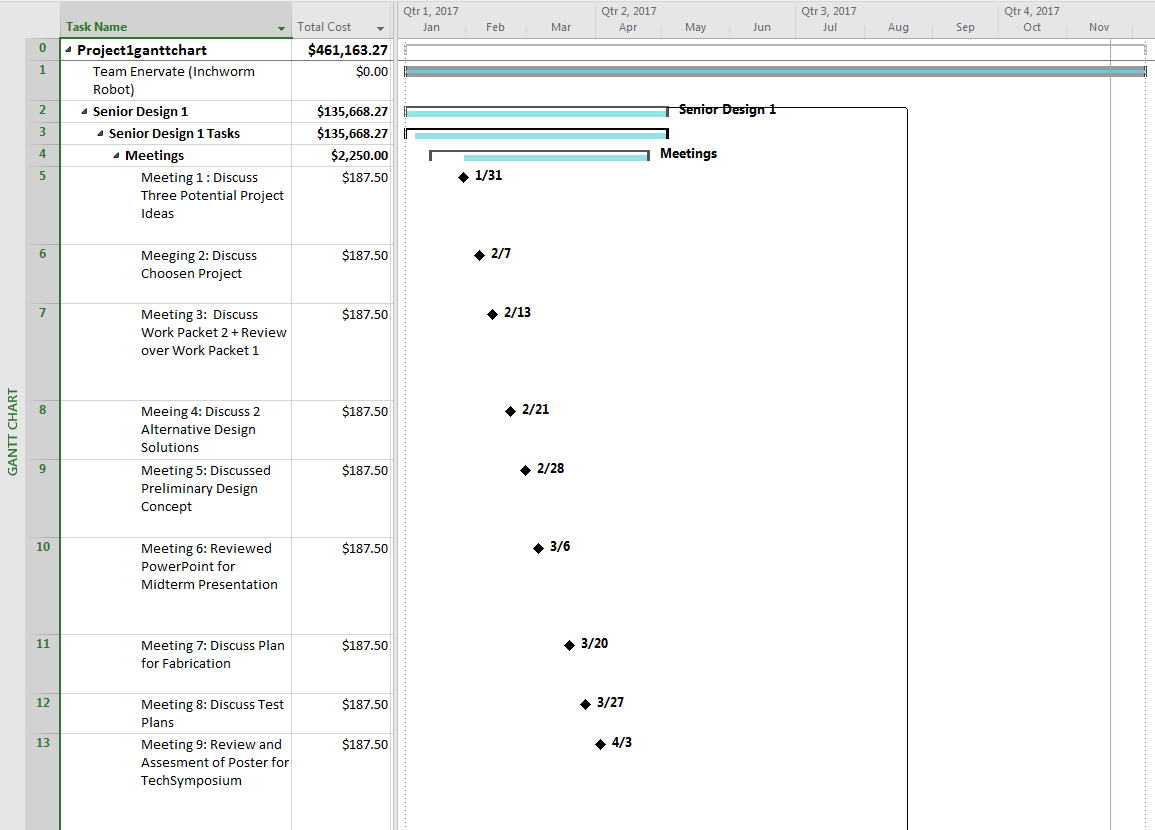 Qtr 1, 2017 Qtr 2, 2017 Qtr 3, 2017 Qtr 4, 2017
Task Name Total Cost Jan Feb Mar Apr May Jun Jul Aug Sep Oct Nov
0 Project1ganttchart $461,163.27
1 Team Enervate (Inchworm $0.00
Robot)
2 Senior Design 1 $135,668.27 Senior Design 1
3 Senior Design 1 Tasks $135,668.27
4 Meetings $2,250.00 Meetings
5 Meeting 1 : Discuss $187.50 1/31
Three Potential Project
Ideas
6 Meeging 2: Discuss $187.50 2/7
Choosen Project
7 Meeting 3:  Discuss $187.50 2/13
Work Packet 2 + Review
over Work Packet 1
GANTT CHART
8 Meeing 4: Discuss 2 $187.50 2/21
Alternative Design
Solutions
9 Meeting 5: Discussed $187.50 2/28
Preliminary Design
Concept
10 Meeting 6: Reviewed $187.50 3/6
PowerPoint for
Midterm Presentation
11 Meeting 7: Discuss Plan $187.50 3/20
for Fabrication
12 Meeting 8: Discuss Test $187.50 3/27
Plans
13 Meeting 9: Review and $187.50 4/3
Assesment of Poster for
TechSymposium